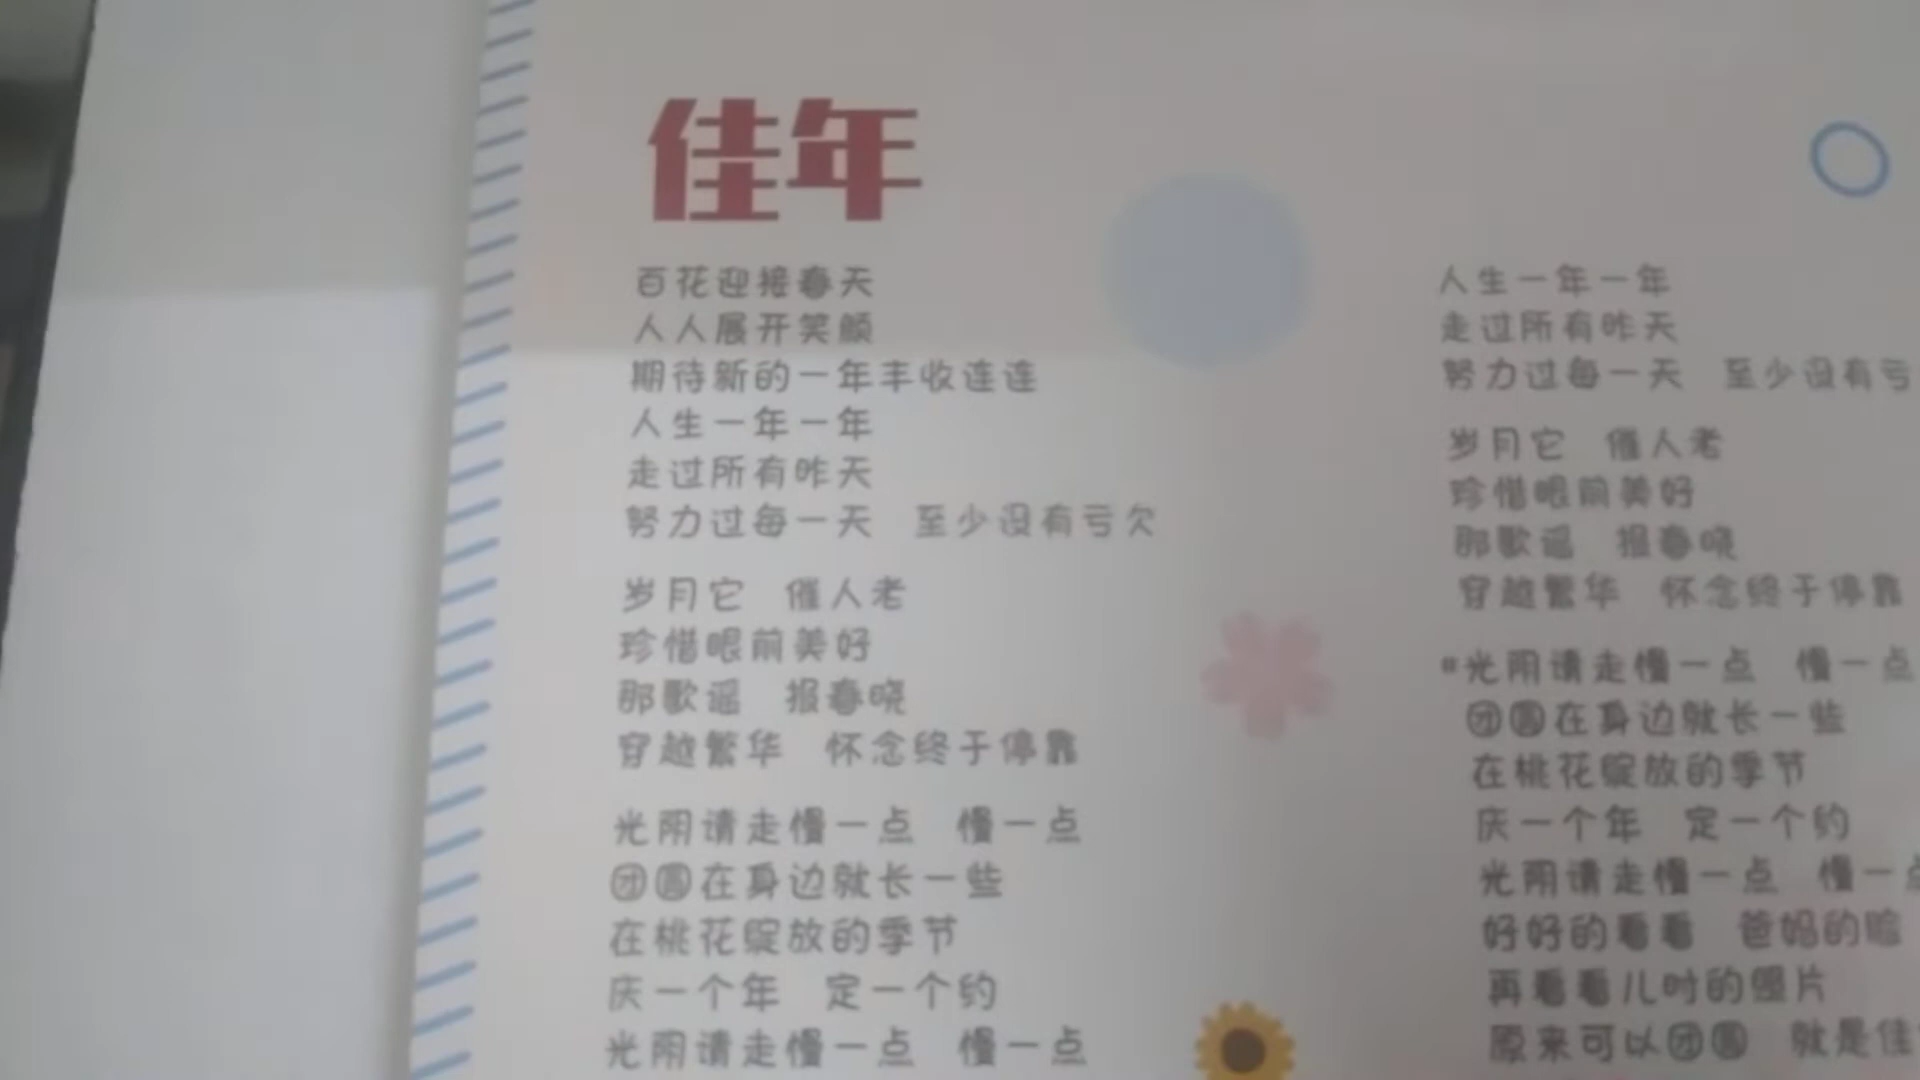 佳年
百花迎接春天
人人展开笑颜
期待新的一年丰收连连
人生一年一年
走过所有昨天
努力过每一天 至少没有亏欠
岁月它 催人老
珍惜眼前美好
那歌谣 报春晓
穿越繁华 怀念终于停靠
光阴请走慢一点 慢一点
团圆在身边就长一些
在桃花绽放的季节
庆一个年 定一个约
光阴请走慢一点 慢一点
人生一年一年
走过所有昨天
努力过每一天 至少没有亏
岁月它 催人老
珍惜眼前美好
那歌谣 报春晓
穿越繁华 怀念终于停靠
光阴请走慢一点 慢一点
团圆在身边就长一些
在桃花绽放的季节
庆一个年 定一个约
光阴请走慢一点 慢一点
好好的看看 爸妈的脸
再看看儿时的照片
原来可以团圆 就是佳